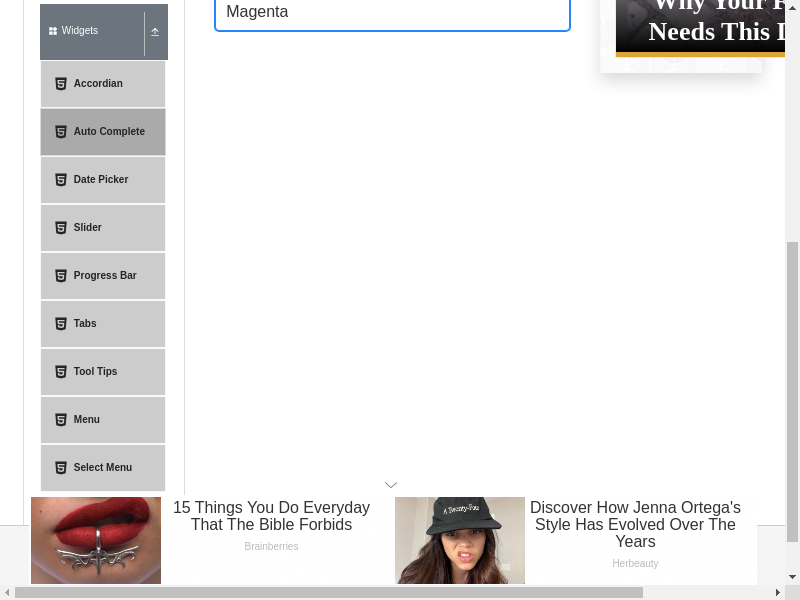 Magenta
Why Your
Needs This
Widgets
Accordian
Auto Complete
Date Picker
Slider
Progress Bar
Tabs
Tool Tips
Menu
Select Menu
15 Things You Do Everyday
That The Bible Forbids
Brainberries
A Twenty-Four
Discover How Jenna Ortega's
Style Has Evolved Over The
Years
Herbeauty